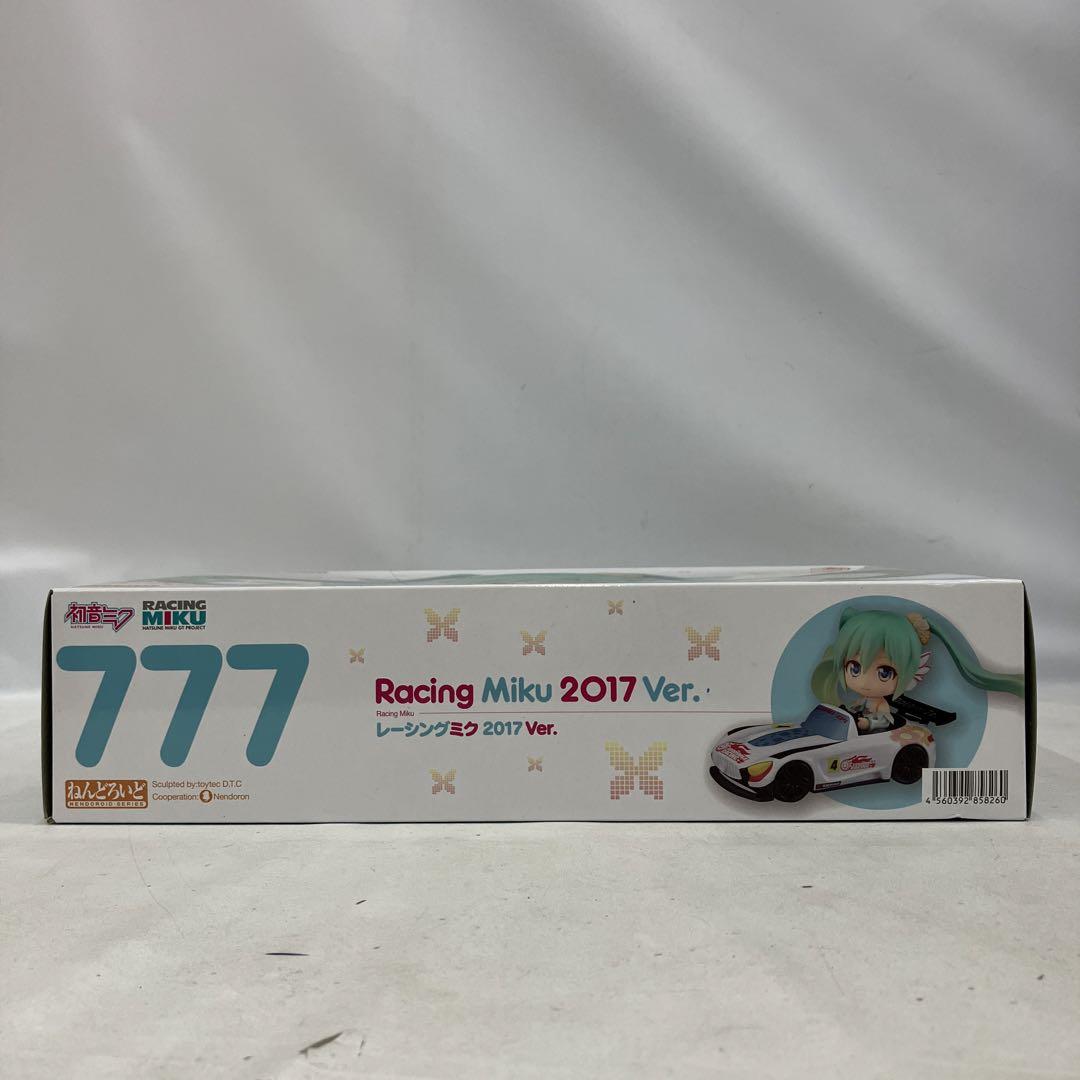 初音ミク
HATSUNE MIKU
RACING
MIKU
HATSUNE MIKU GT PROJECT
777
ねんどろいど
NENDOROID SERIES
Sculpted by:toytec D.T.C
Cooperation: Nendoron
Racing Miku 2017 Ver.
Racing Miku
レーシングミク 2017 Ver.
4
4 560392 858260